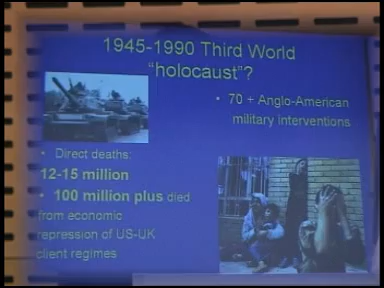 1945-1990 Third World
"holocaust"?
• 70 + Anglo-American
military interventions
• Direct deaths:
12-15 million
• 100 million plus died
from economic
repression of US-UK
client regimes